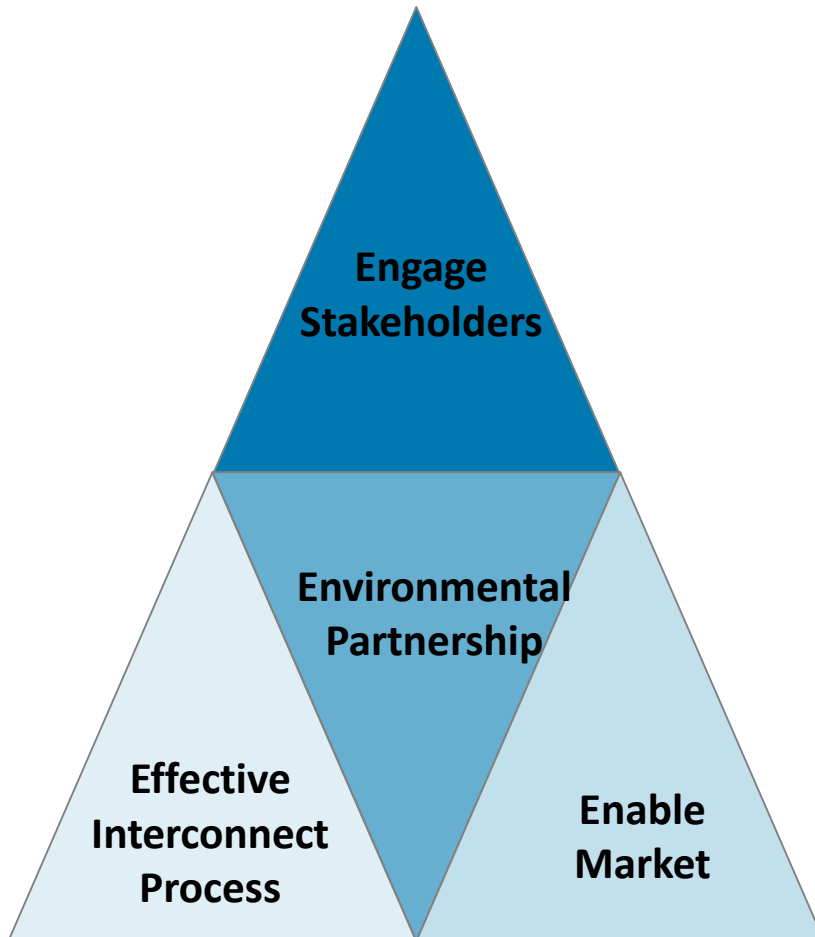 Engage
Stakeholders
Environmental
Partnership
Effective
Interconnect
Process
Enable
Market